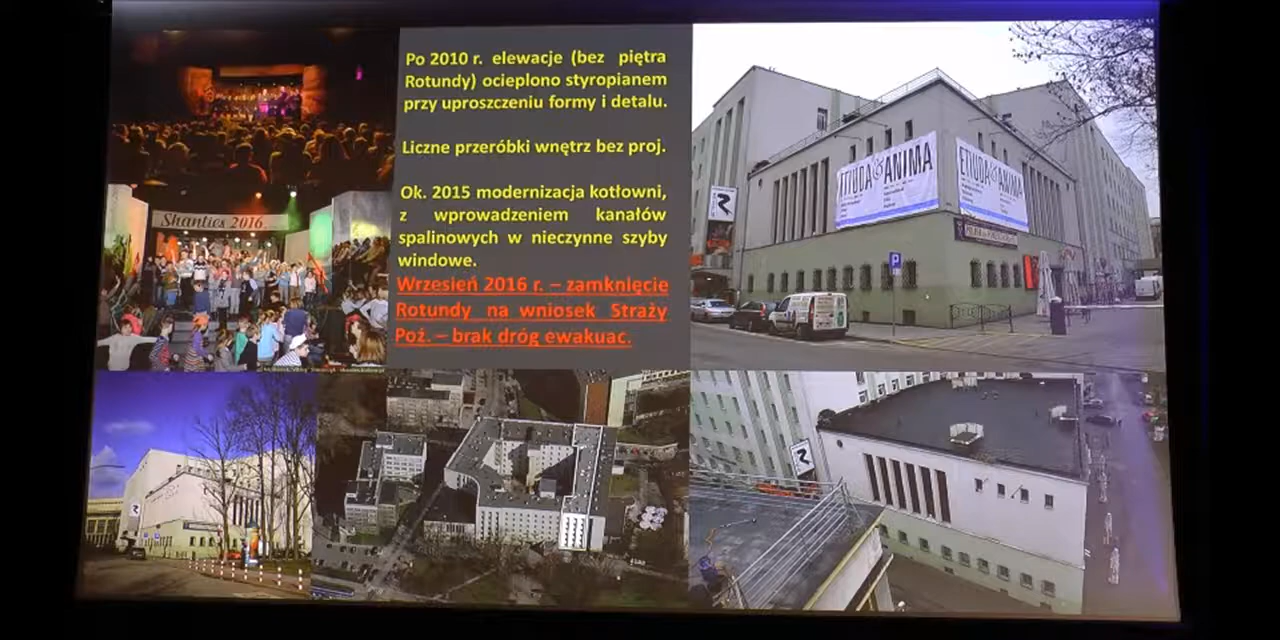 Po 2010 r. elewacje (bez piętra
Rotundy) ocieplono styropianem
przy uproszczeniu formy i detalu.
Liczne przeróbki wnętrz bez proj.
Ok. 2015 modernizacja kotłowni,
z wprowadzeniem kanałów
spalinowych w nieczynne szyby
windowe.
Wrzesień 2016 r. – zamknięcie
Rotundy na wniosek Straży
Poż. – brak dróg ewakuac.
Shanties 2016
ETIUDA & ANIMA
ETIUDA & ANIMA
P